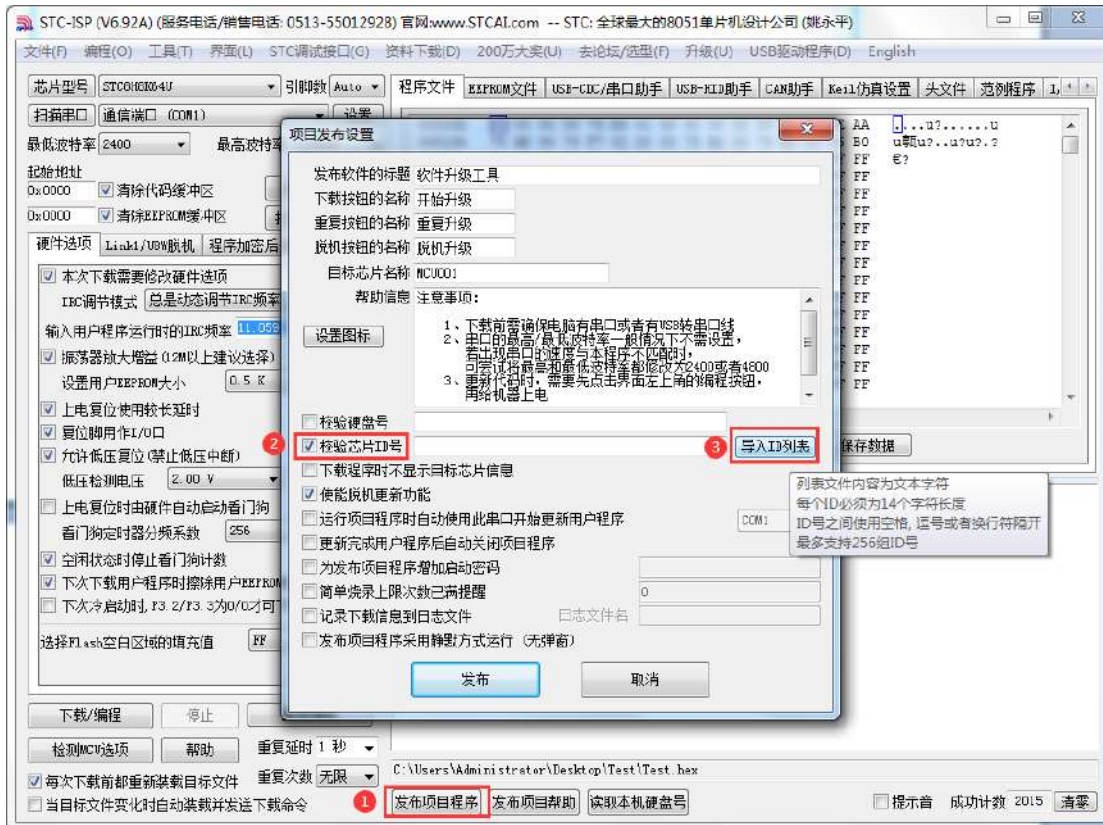 STC-ISP (V6.92A) (服务电话/销售电话: 0513-55012928) 官网:www.STCAI.com -- STC: 全球最大的8051单片机设计公司 (姚永平)
文件(F) 编程(O) 工具(T) 界面(L) STC调试接口(G) 资料下载(D) 200万大奖(U) 去论坛/选型(F) 升级(U) USB驱动程序(D) English
芯片型号 STC8H8K64U 引脚数 Auto 程序文件 EEPROM文件 USB-CDC/串口助手 USB-HID助手 CAN助手 Keil仿真设置 头文件 范例程序
扫描串口 通信端口 (COM1) 设置
最低波特率 2400 最高波特率
起始地址
0x0000 清除代码缓冲区
0x0000 清除EEPROM缓冲区
硬件选项 Link1/U8W脱机 程序加密后
本次下载需要修改硬件选项
IRC调节模式 总是动态调节IRC频率
输入用户程序运行时的IRC频率 11.059
振荡器放大增益 (12M以上建议选择)
设置用户EEPROM大小 0.5 K
上电复位使用较长延时
复位脚用作I/O口
允许低压复位(禁止低压中断)
低压检测电压 2.00 V
上电复位时由硬件自动启动看门狗
看门狗定时器分频系数 256
空闲状态时停止看门狗计数
下次下载用户程序时擦除用户EEPROM
下次冷启动时, P3.2/P3.3为0/0才可
选择Flash空白区域的填充值 FF
项目发布设置
发布软件的标题 软件升级工具
下载按钮的名称 开始升级
重复按钮的名称 重复升级
脱机按钮的名称 脱机升级
目标芯片名称 MCU001
帮助信息 注意事项:
设置图标
1、下载前需确保电脑有串口或者有USB转串口线
2、串口的最高/最低波特率一般情况下不需设置,
若出现串口的速度与本程序不匹配时,
可尝试将最高和最低波特率都修改为2400或者4800
3、更新代码时, 需要先点击界面左上角的编程按钮,
再给机器上电
校验硬盘号
2 校验芯片ID号 3 导入ID列表
下载程序时不显示目标芯片信息
使能脱机更新功能
运行项目程序时自动使用此串口开始更新用户程序 COM1
更新完成用户程序后自动关闭项目程序
为发布项目程序增加启动密码
简单烧录上限次数已满提醒 0
记录下载信息到日志文件 日志文件名
发布项目程序采用静默方式运行 (无弹窗)
发布 取消
保存数据
列表文件内容为文本字符
每个ID必须为14个字符长度
ID号之间使用空格, 逗号或者换行符隔开
最多支持256组ID号
下载/编程 停止
检测MCU选项 帮助 重复延时 1 秒
每次下载前都重新装载目标文件 重复次数 无限
当目标文件变化时自动装载并发送下载命令
C:\Users\Administrator\Desktop\Test\Test.hex
1 发布项目程序 发布项目帮助 读取本机硬盘号 提示音 成功计数 2015 清零